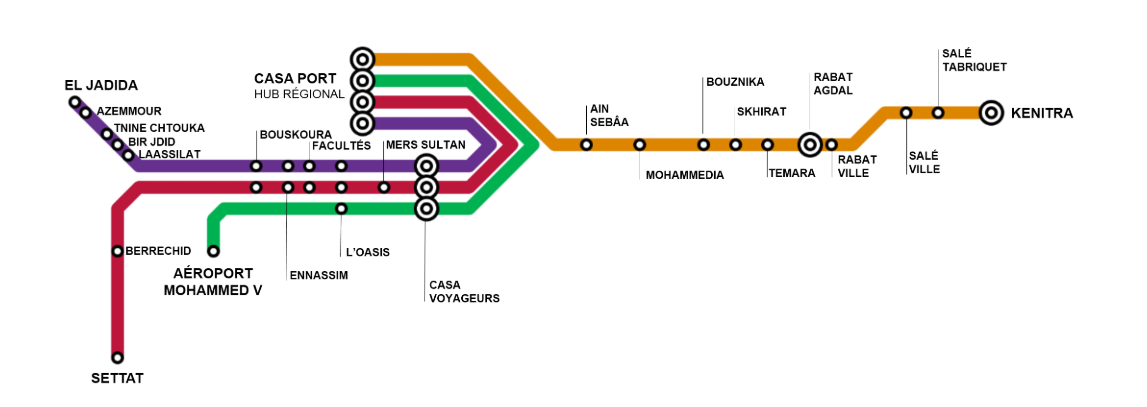 EL JADIDA
AZEMMOUR
TNINE CHTOUKA
BIR JDID
LAASSILAT
CASA PORT
HUB RÉGIONAL
BOUSKOURA
FACULTÉS
MERS SULTAN
BERRECHID
SETTAT
AÉROPORT
MOHAMMED V
ENNASSIM
L'OASIS
CASA
VOYAGEURS
AIN
SEBÂA
MOHAMMEDIA
BOUZNIKA
SKHIRAT
TEMARA
RABAT
AGDAL
RABAT
VILLE
SALÉ
VILLE
SALÉ
TABRIQUET
KENITRA